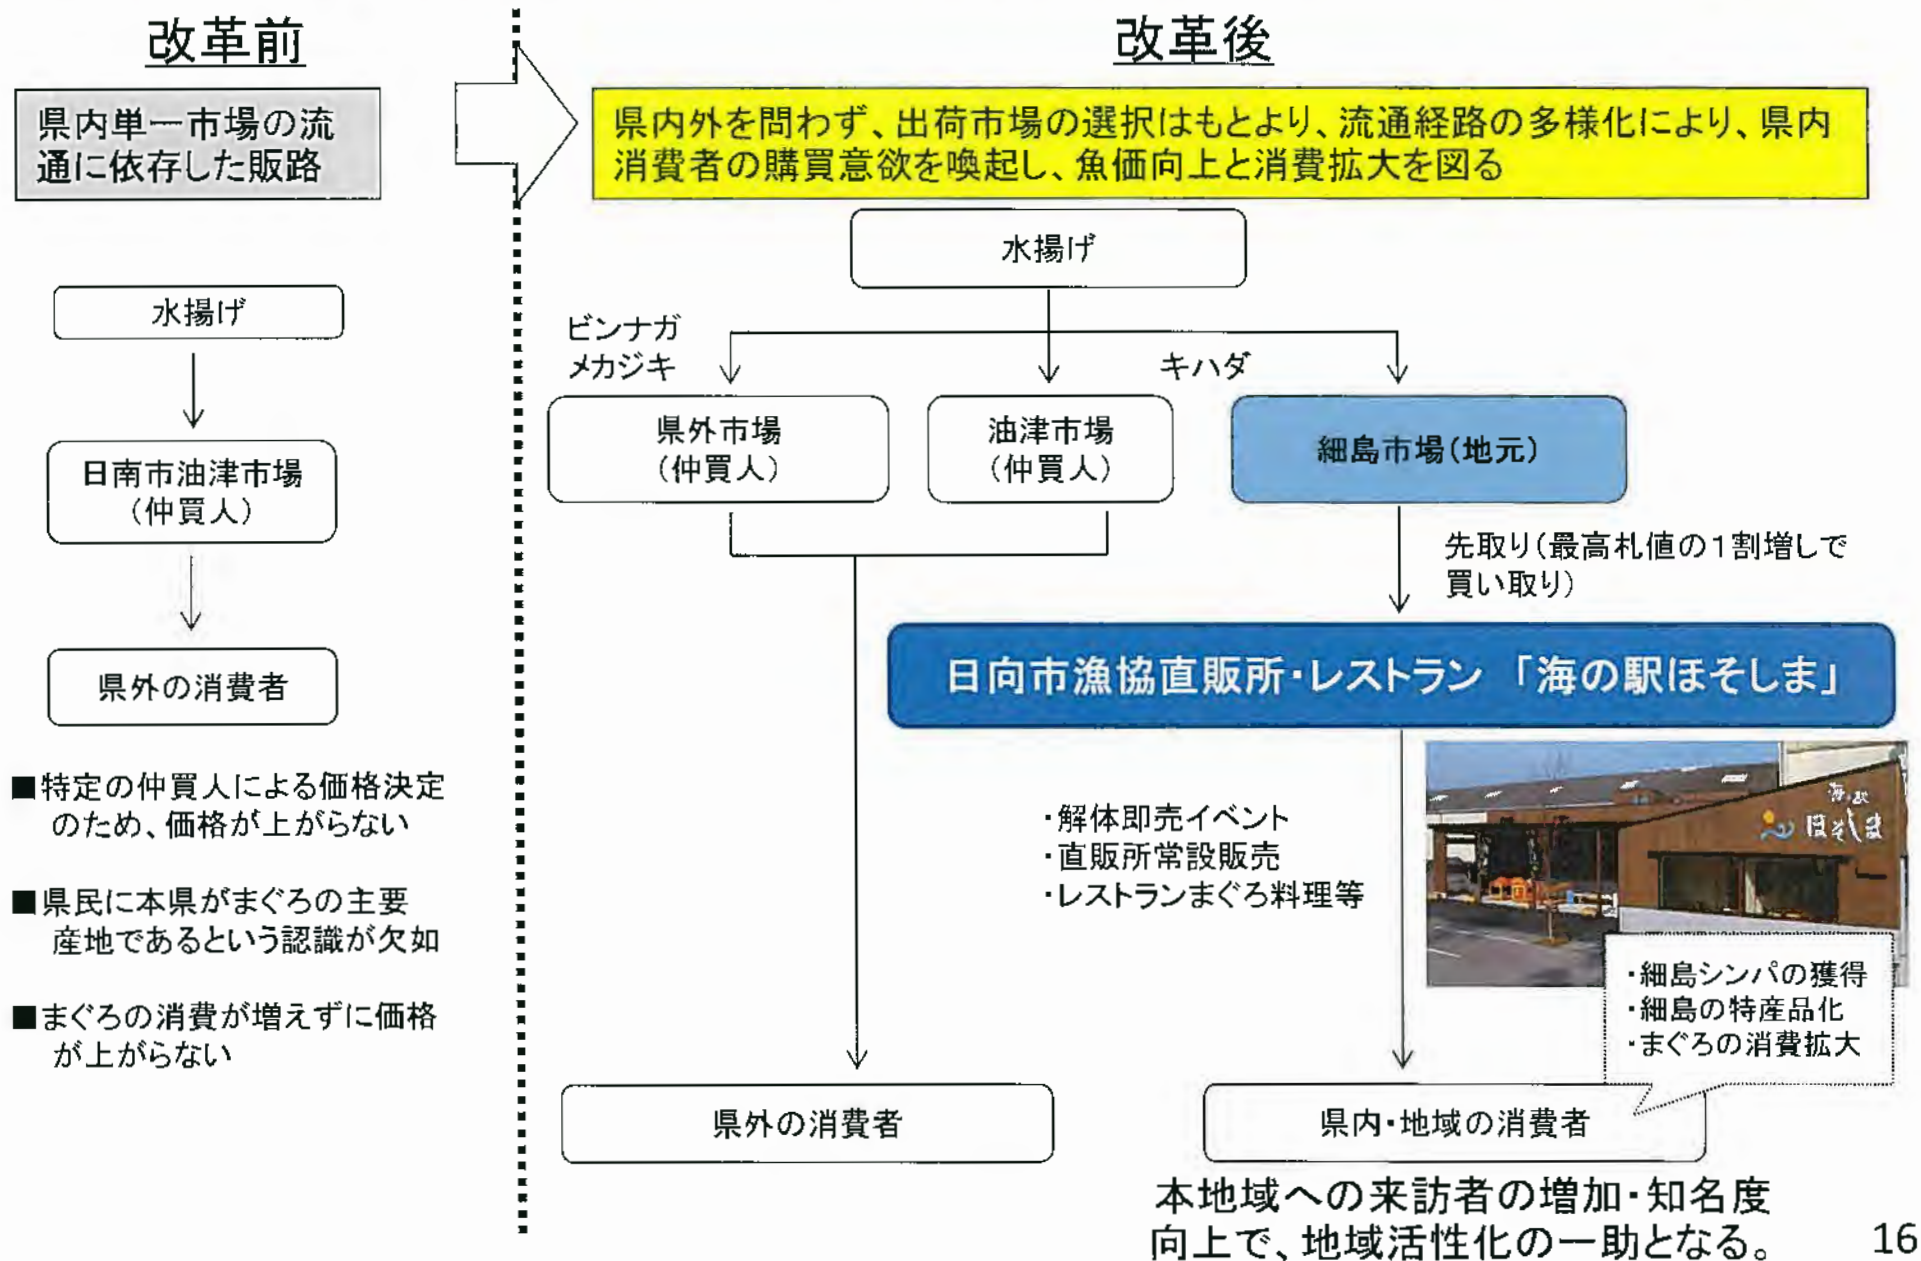 改革前
県内単一市場の流
通に依存した販路
水揚げ
日南市油津市場
(仲買人)
県外の消費者
■特定の仲買人による価格決定
のため、価格が上がらない
■県民に本県がまぐろの主要
産地であるという認識が欠如
■まぐろの消費が増えずに価格
が上がらない
改革後
県内外を問わず、出荷市場の選択はもとより、流通経路の多様化により、県内
消費者の購買意欲を喚起し、魚価向上と消費拡大を図る
水揚げ
ビンナガ
メカジキ
キハダ
県外市場
(仲買人)
油津市場
(仲買人)
細島市場(地元)
先取り(最高札値の1割増しで
買い取り)
日向市漁協直販所・レストラン 「海の駅ほそしま」
・解体即売イベント
・直販所常設販売
・レストランまぐろ料理等
海の駅
ほそしま
・細島シンパの獲得
・細島の特産品化
・まぐろの消費拡大
県外の消費者
県内・地域の消費者
本地域への来訪者の増加・知名度
向上で、地域活性化の一助となる。
16